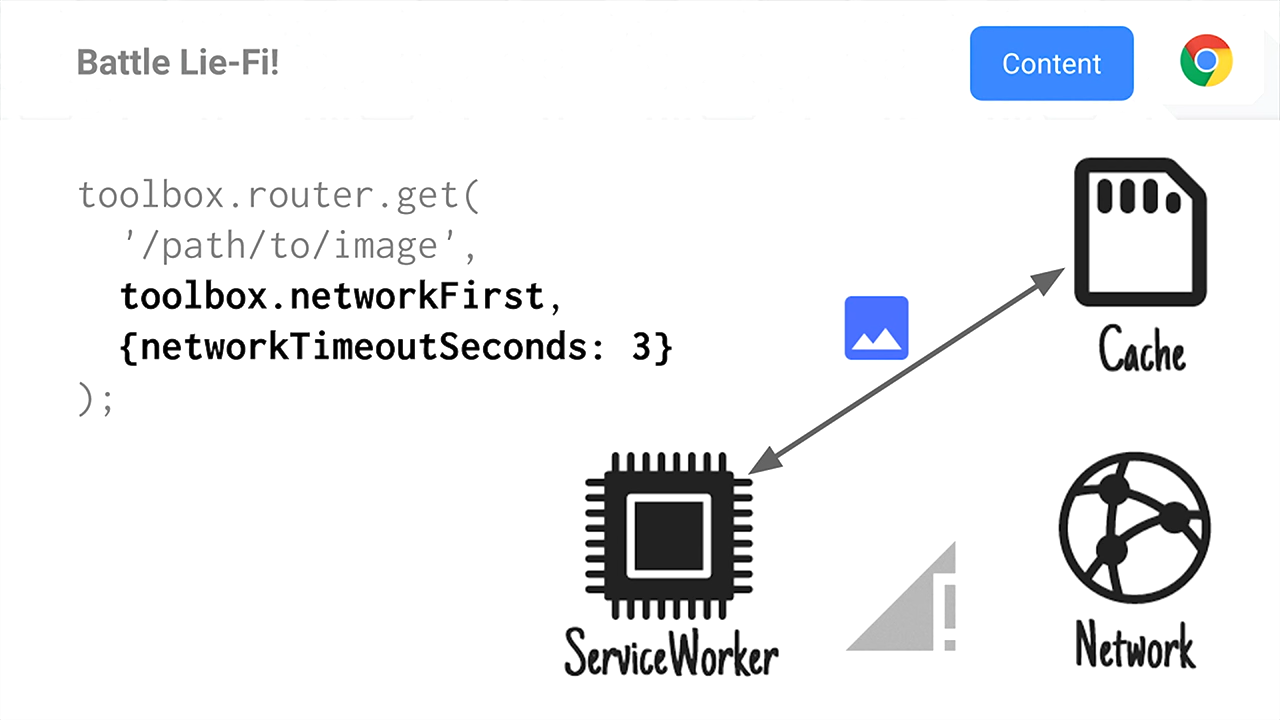 Battle Lie-Fi!
Content
toolbox.router.get(
'/path/to/image',
toolbox.networkFirst,
{networkTimeoutSeconds: 3}
);
Cache
ServiceWorker
Network